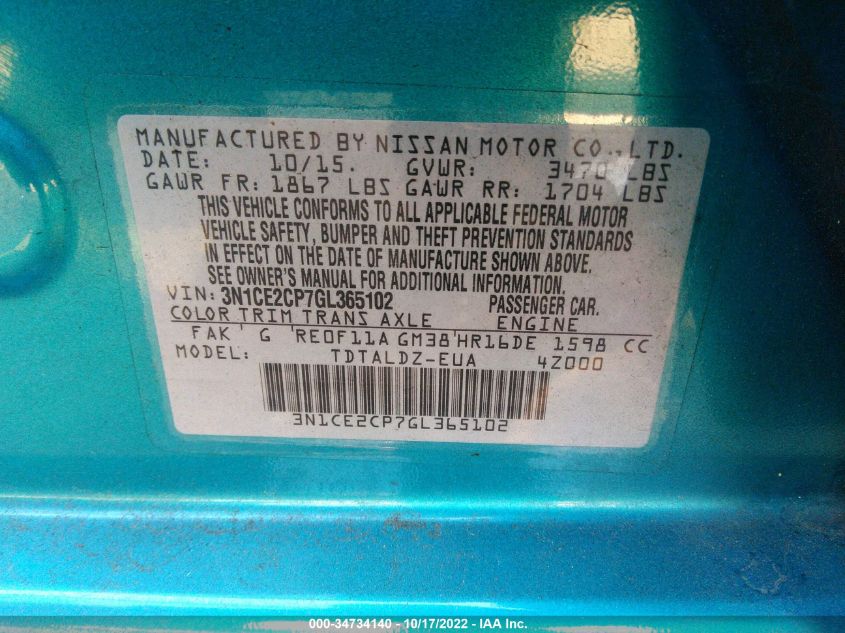 MANUFACTURED BY NISSAN MOTOR CO.,LTD.
DATE: 10/15. GVWR: 3470 LBS
GAWR FR: 1867 LBS GAWR RR: 1704 LBS
THIS VEHICLE CONFORMS TO ALL APPLICABLE FEDERAL MOTOR
VEHICLE SAFETY, BUMPER AND THEFT PREVENTION STANDARDS
IN EFFECT ON THE DATE OF MANUFACTURE SHOWN ABOVE.
SEE OWNER'S MANUAL FOR ADDITIONAL INFORMATION.
VIN: 3N1CE2CP7GL365102 PASSENGER CAR.
COLOR TRIM TRANS AXLE ENGINE
FAK' G 'RE0F11A GM38'HR16DE 1598 CC
MODEL: TDTALDZ-EUA 4Z000
3N1CE2CP7GL365102
000-34734140 - 10/17/2022 - IAA Inc.